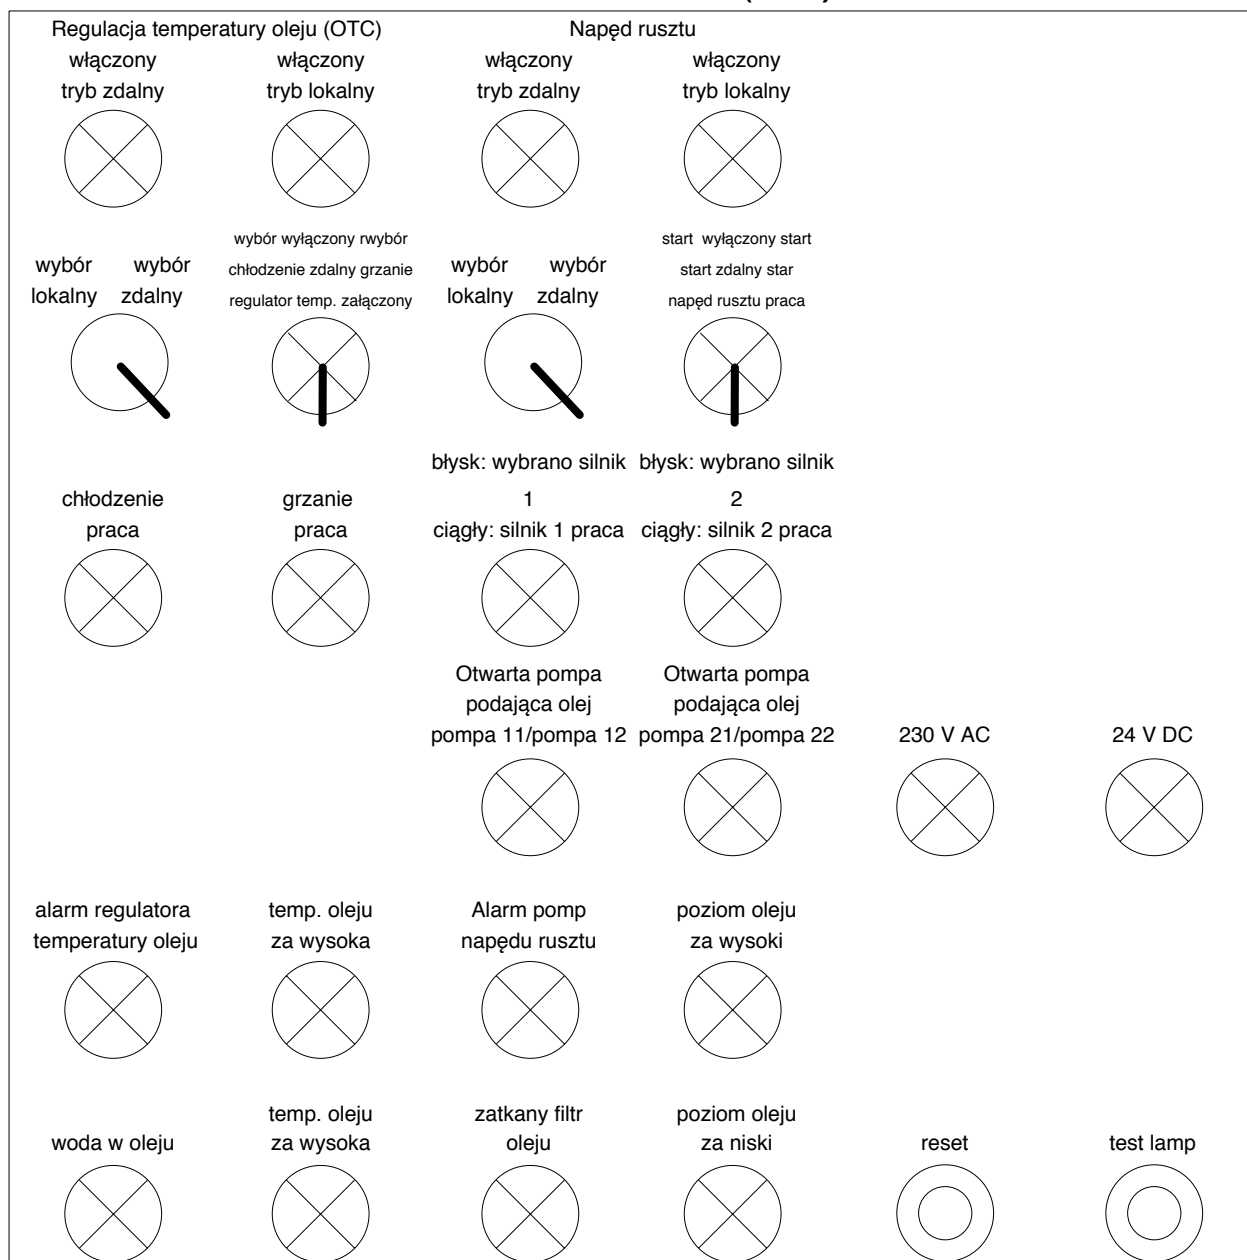 Regulacja temperatury oleju (OTC) Napęd rusztu
włączony włączony włączony włączony
tryb zdalny tryb lokalny tryb zdalny tryb lokalny
wybór wyłączony rwybór start wyłączony start
wybór wybór chłodzenie zdalny grzanie wybór wybór start zdalny star
lokalny zdalny regulator temp. załączony lokalny zdalny napęd rusztu praca
błysk: wybrano silnik błysk: wybrano silnik
chłodzenie grzanie 1 2
praca praca ciągły: silnik 1 praca ciągły: silnik 2 praca
Otwarta pompa Otwarta pompa
podająca olej podająca olej
pompa 11/pompa 12 pompa 21/pompa 22 230 V AC 24 V DC
alarm regulatora temp. oleju Alarm pomp poziom oleju
temperatury oleju za wysoka napędu rusztu za wysoki
temp. oleju zatkany filtr poziom oleju
woda w oleju za wysoka oleju za niski reset test lamp